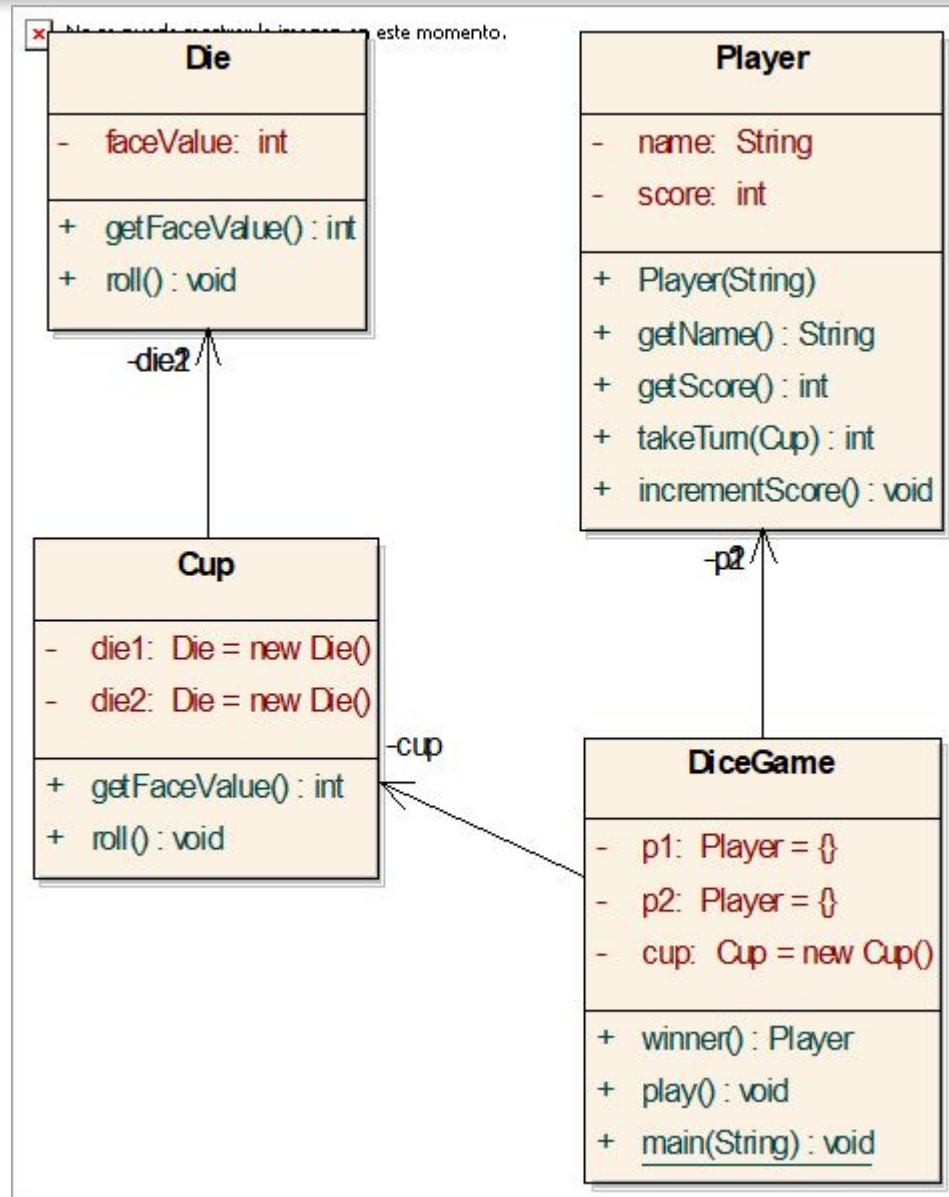 este momento.
Die
- faceValue: int
+ getFaceValue() : int
+ roll() : void
Player
- name: String
- score: int
+ Player(String)
+ getName() : String
+ getScore() : int
+ takeTurn(Cup) : int
+ incrementScore() : void
Cup
- die1: Die = new Die()
- die2: Die = new Die()
+ getFaceValue() : int
+ roll() : void
-cup
DiceGame
- p1: Player = {}
- p2: Player = {}
- cup: Cup = new Cup()
+ winner() : Player
+ play() : void
+ main(String) : void